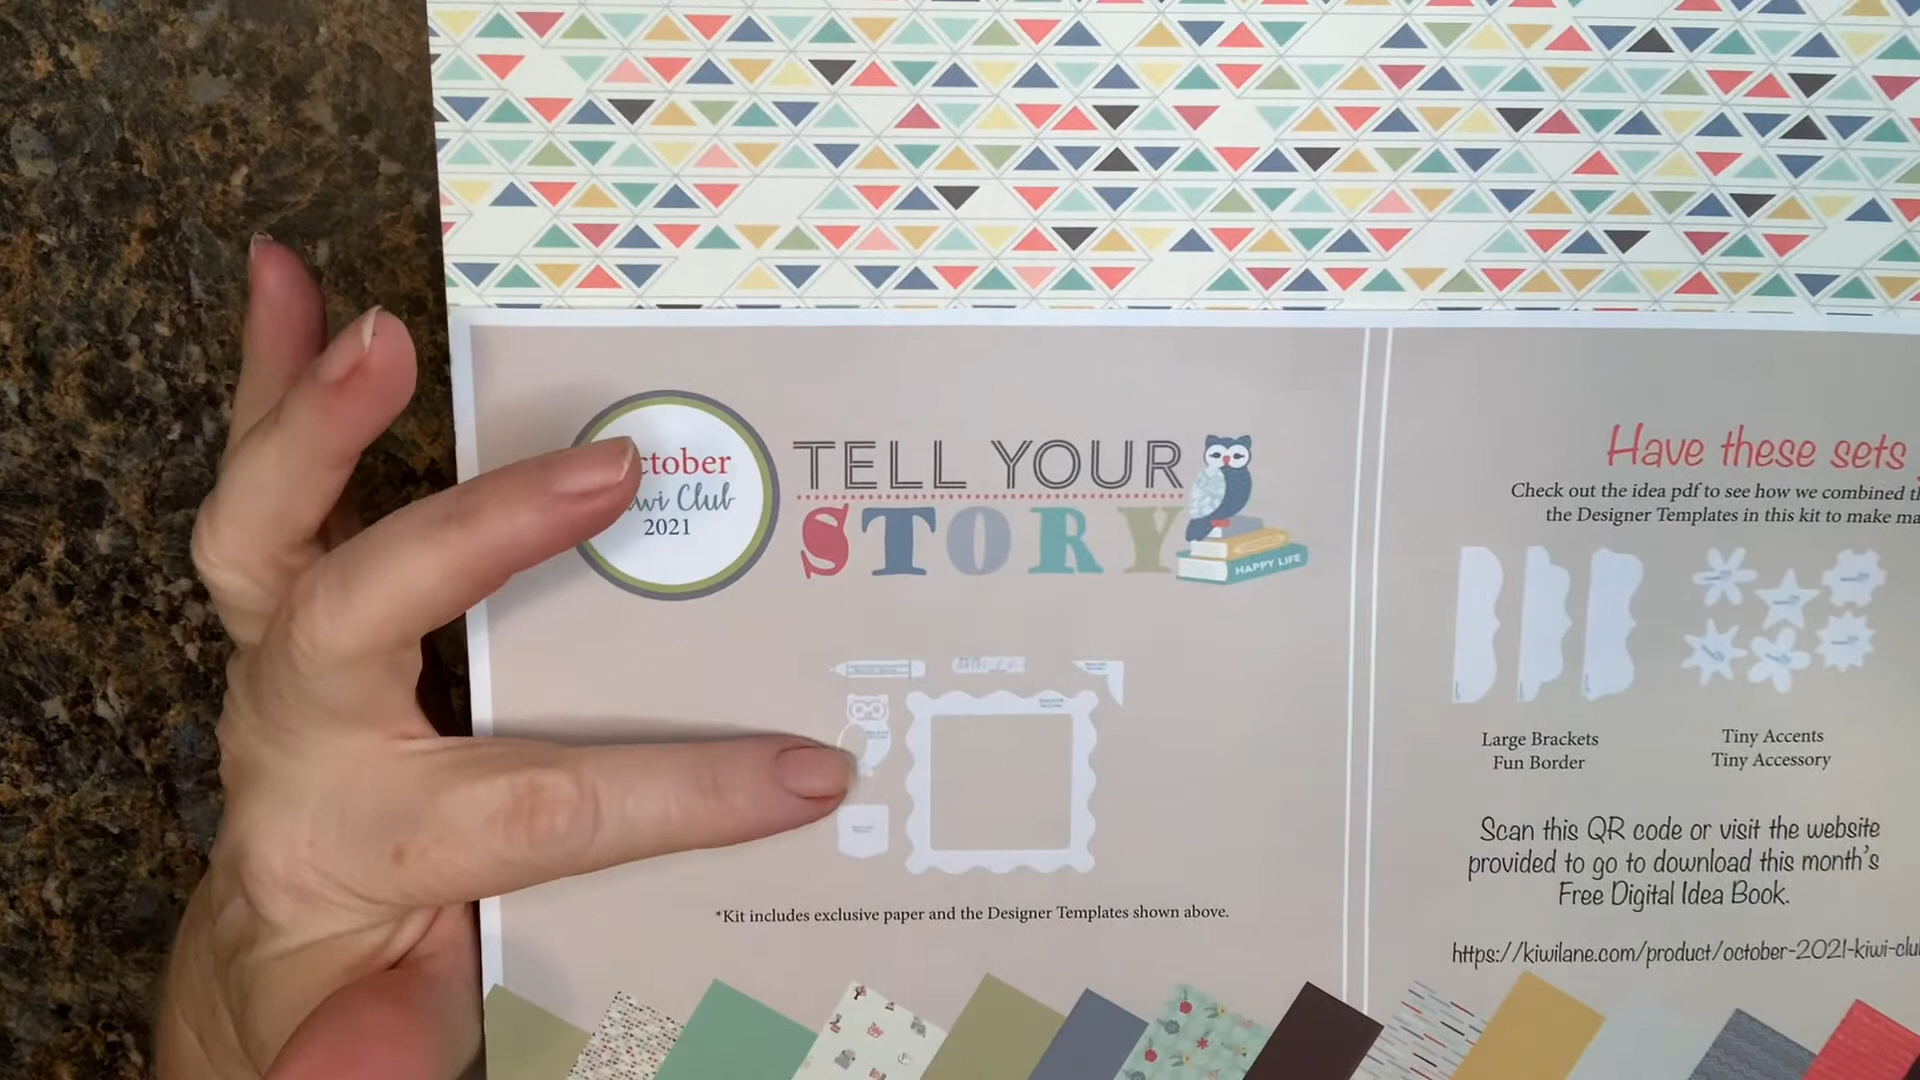 ctober
iwi Club
2021
TELL YOUR
STORY
HAPPY LIFE
*Kit includes exclusive paper and the Designer Templates shown above.
Have these sets
Check out the idea pdf to see how we combined
the Designer Templates in this kit to make
Large Brackets
Fun Border
Tiny Accents
Tiny Accessory
Scan this QR code or visit the website
provided to go to download this month's
Free Digital Idea Book.
https://kiwilane.com/product/october-2021-kiwi-clu